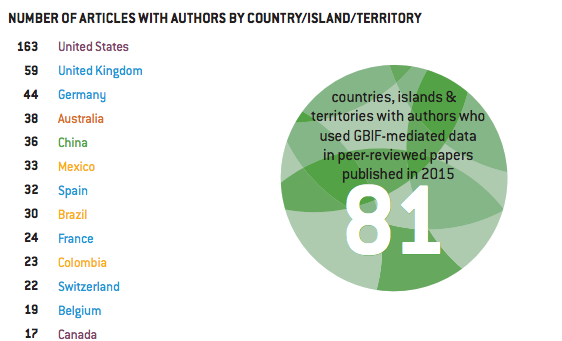 NUMBER OF ARTICLES WITH AUTHORS BY COUNTRY/ISLAND/TERRITORY
163 United States
59 United Kingdom
44 Germany
38 Australia
36 China
33 Mexico
32 Spain
30 Brazil
24 France
23 Colombia
22 Switzerland
19 Belgium
17 Canada
countries, islands &
territories with authors who
used GBIF-mediated data
in peer-reviewed papers
published in 2015
81